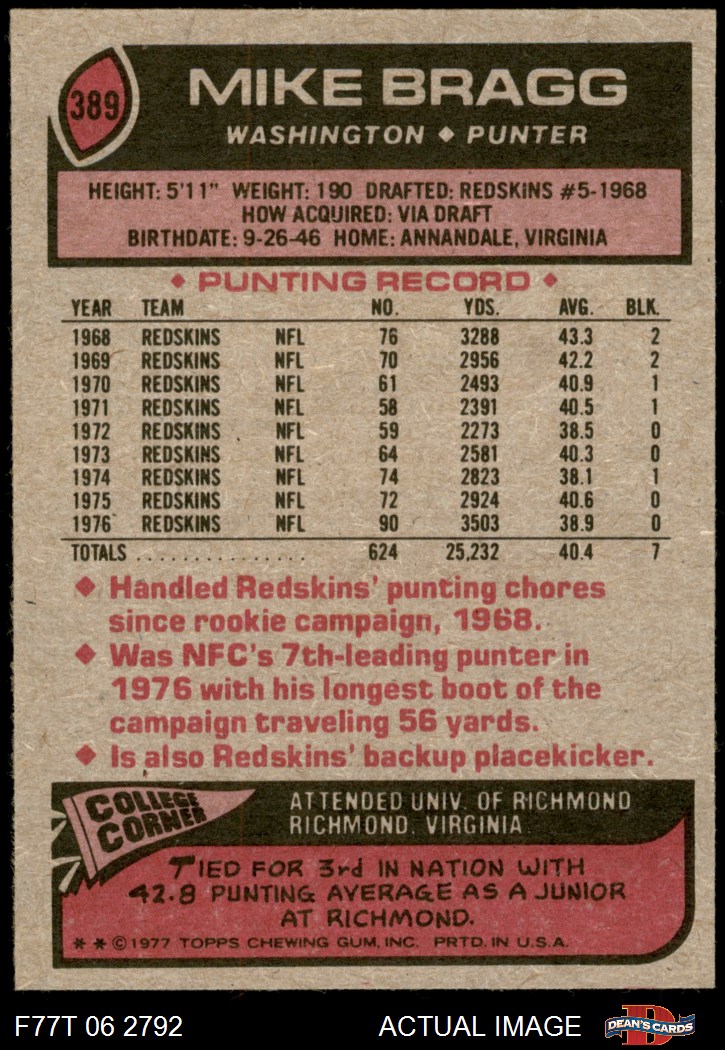 389
MIKE BRAGG
WASHINGTON ♦ PUNTER
HEIGHT: 5'11" WEIGHT: 190 DRAFTED: REDSKINS #5-1968
HOW ACQUIRED: VIA DRAFT
BIRTHDATE: 9-26-46 HOME: ANNANDALE, VIRGINIA
♦ PUNTING RECORD ♦
YEAR TEAM NO. YDS. AVG. BLK.
1968 REDSKINS NFL 76 3288 43.3 2
1969 REDSKINS NFL 70 2956 42.2 2
1970 REDSKINS NFL 61 2493 40.9 1
1971 REDSKINS NFL 58 2391 40.5 1
1972 REDSKINS NFL 59 2273 38.5 0
1973 REDSKINS NFL 64 2581 40.3 0
1974 REDSKINS NFL 74 2823 38.1 1
1975 REDSKINS NFL 72 2924 40.6 0
1976 REDSKINS NFL 90 3503 38.9 0
TOTALS ................ 624 25,232 40.4 7
♦ Handled Redskins' punting chores
since rookie campaign, 1968.
♦ Was NFC's 7th-leading punter in
1976 with his longest boot of the
campaign traveling 56 yards.
♦ Is also Redskins' backup placekicker.
COLLEGE
CORNER
ATTENDED UNIV. OF RICHMOND
RICHMOND, VIRGINIA
TIED FOR 3rd IN NATION WITH
42.8 PUNTING AVERAGE AS A JUNIOR
AT RICHMOND.
* * © 1977 TOPPS CHEWING GUM, INC. PRTD. IN U.S.A.
F77T 06 2792 ACTUAL IMAGE
D
DEAN'S CARDS